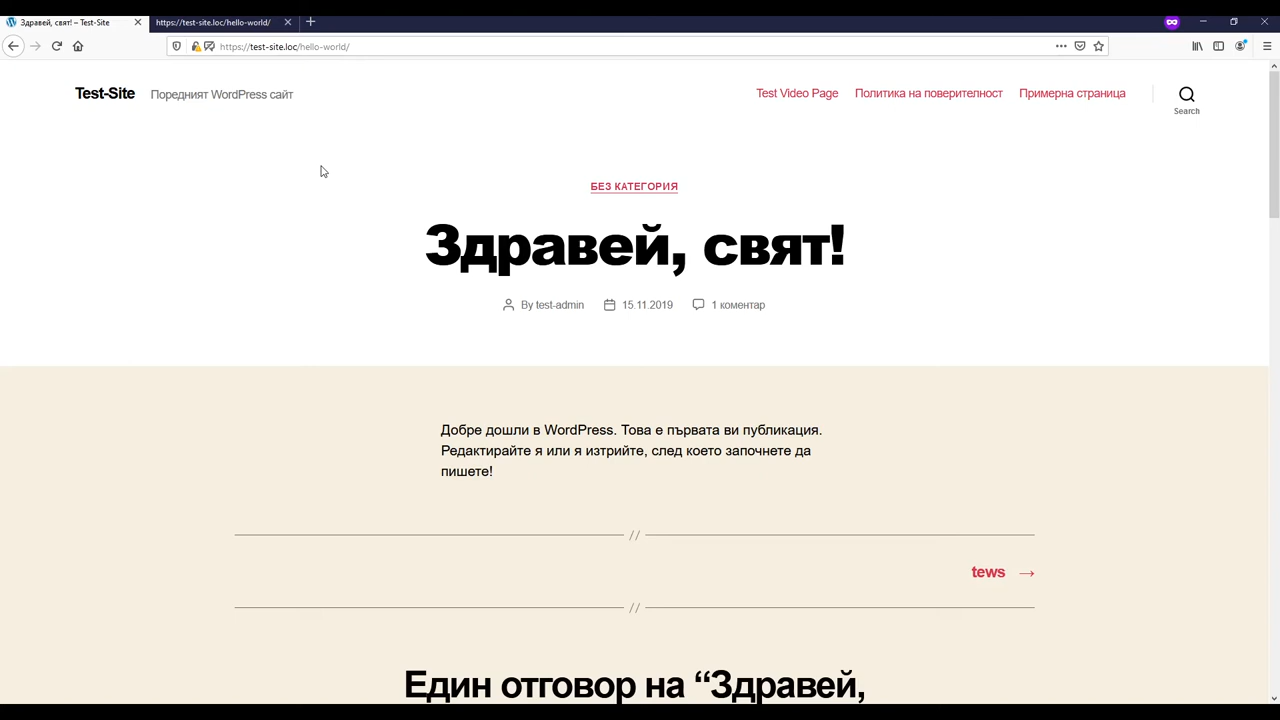 Здравей, свят! – Test-Site
https://test-site.loc/hello-world/
https://test-site.loc/hello-world/
Test-Site Поредният WordPress сайт
Test Video Page Политика на поверителност Примерна страница
Search
БЕЗ КАТЕГОРИЯ
Здравей, свят!
By test-admin 15.11.2019 1 коментар
Добре дошли в WordPress. Това е първата ви публикация.
Редактирайте я или я изтрийте, след което започнете да
пишете!
//
tews →
//
Един отговор на “Здравей,